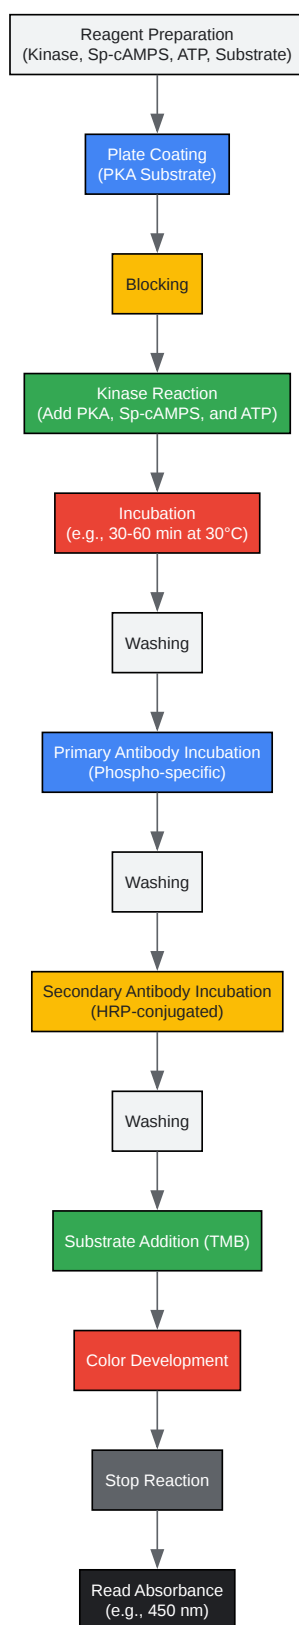 Reagent Preparation
(Kinase, Sp-cAMPS, ATP, Substrate)
Plate Coating
(PKA Substrate)
Blocking
Kinase Reaction
(Add PKA, Sp-cAMPS, and ATP)
Incubation
(e.g., 30-60 min at 30°C)
Washing
Primary Antibody Incubation
(Phospho-specific)
Washing
Secondary Antibody Incubation
(HRP-conjugated)
Washing
Substrate Addition (TMB)
Color Development
Stop Reaction
Read Absorbance
(e.g., 450 nm)